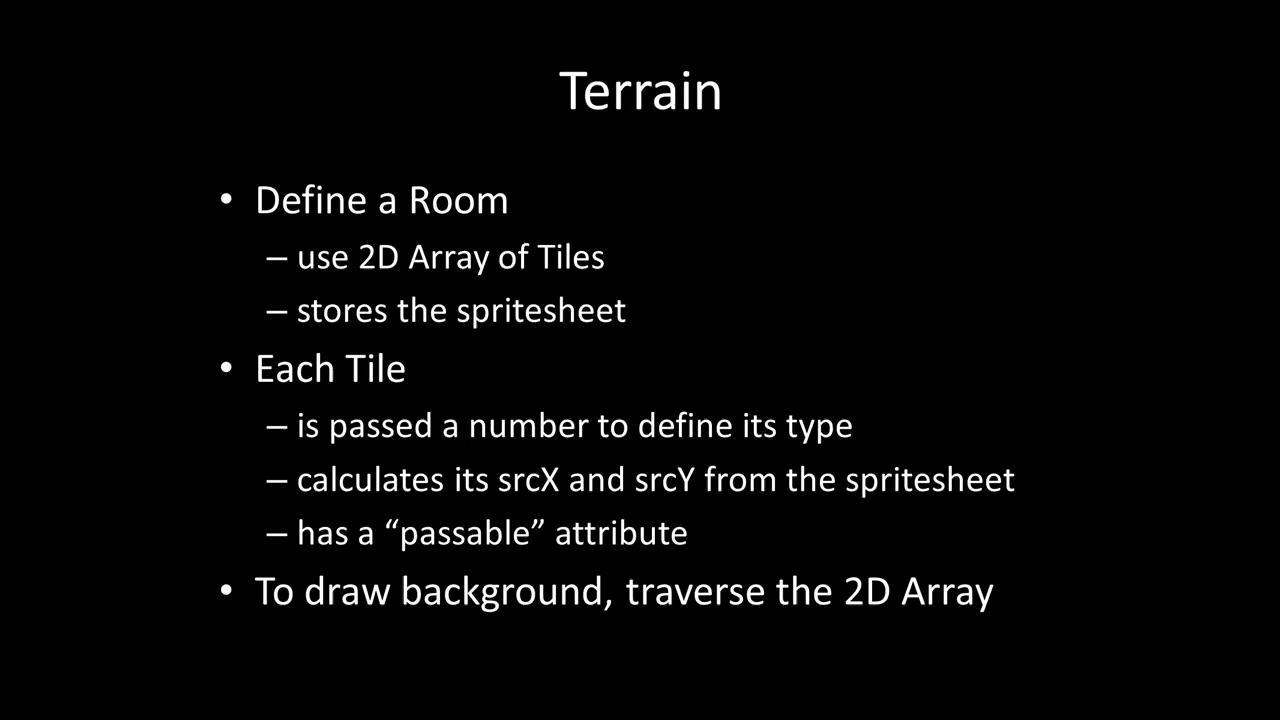 Terrain
• Define a Room
– use 2D Array of Tiles
– stores the spritesheet
• Each Tile
– is passed a number to define its type
– calculates its srcX and srcY from the spritesheet
– has a “passable” attribute
• To draw background, traverse the 2D Array